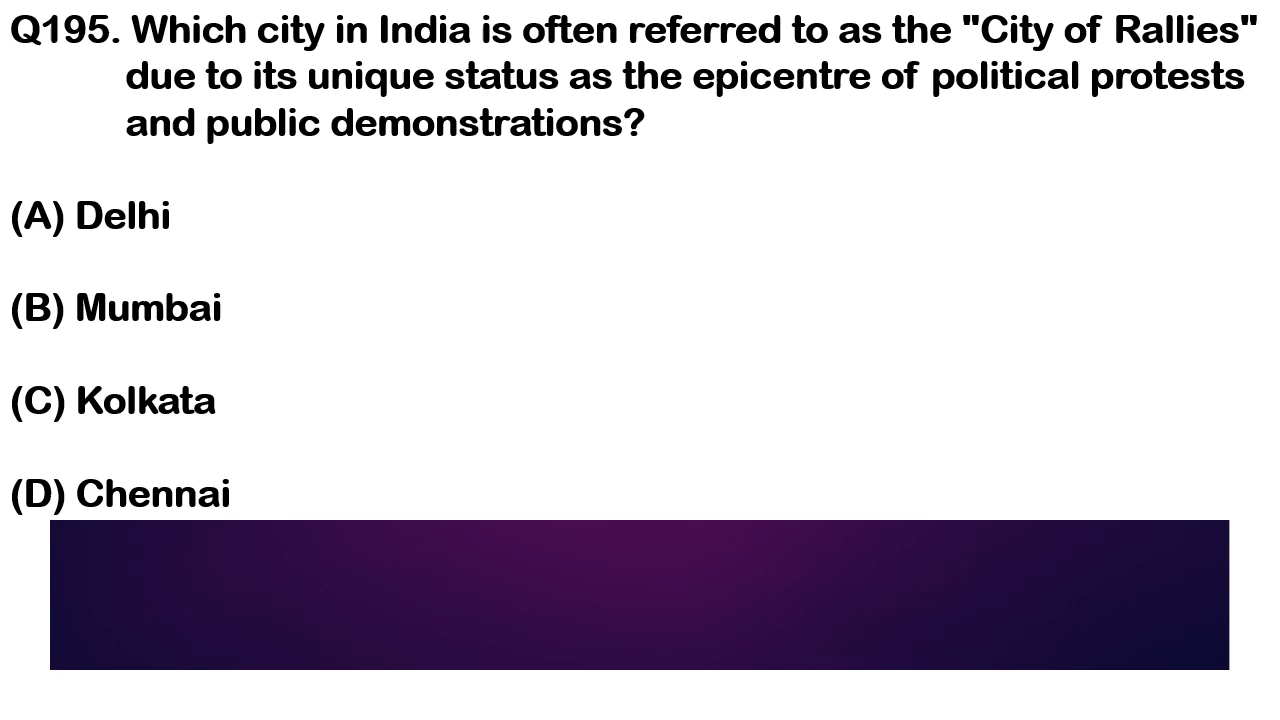 Q195. Which city in India is often referred to as the "City of Rallies"
due to its unique status as the epicentre of political protests
and public demonstrations?
(A) Delhi
(B) Mumbai
(C) Kolkata
(D) Chennai